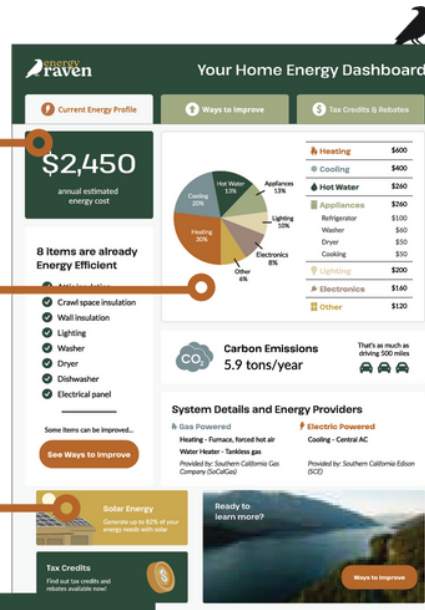 energy
raven
Your Home Energy Dashboard
Current Energy Profile
Ways to Improve
$ Tax Credits & Rebates
$2,450
annual estimated
energy cost
Hot Water
13%
Appliances
13%
Lighting
10%
Electronics
8%
Other
6%
Heating
30%
Cooling
20%
Heating $600
Cooling $400
Hot Water $260
Appliances $260
Refrigerator $100
Washer $60
Dryer $50
Cooking $50
Lighting $200
Electronics $160
Other $120
8 items are already
Energy Efficient
Attic insulation
Crawl space insulation
Wall insulation
Lighting
Washer
Dryer
Dishwasher
Electrical panel
Some items can be improved...
See Ways to Improve
CO2
Carbon Emissions
5.9 tons/year
That's as much as
driving 500 miles
System Details and Energy Providers
Gas Powered
Heating - Furnace, forced hot air
Water Heater - Tankless gas
Provided by: Southern California Gas
Company (SoCalGas)
Electric Powered
Cooling - Central AC
Provided by: Southern California Edison
(SCE)
Solar Energy
Generate up to 82% of your
energy needs with solar
Tax Credits
Find out tax credits and
rebates available now!
$
Ready to
learn more?
Ways to Improve